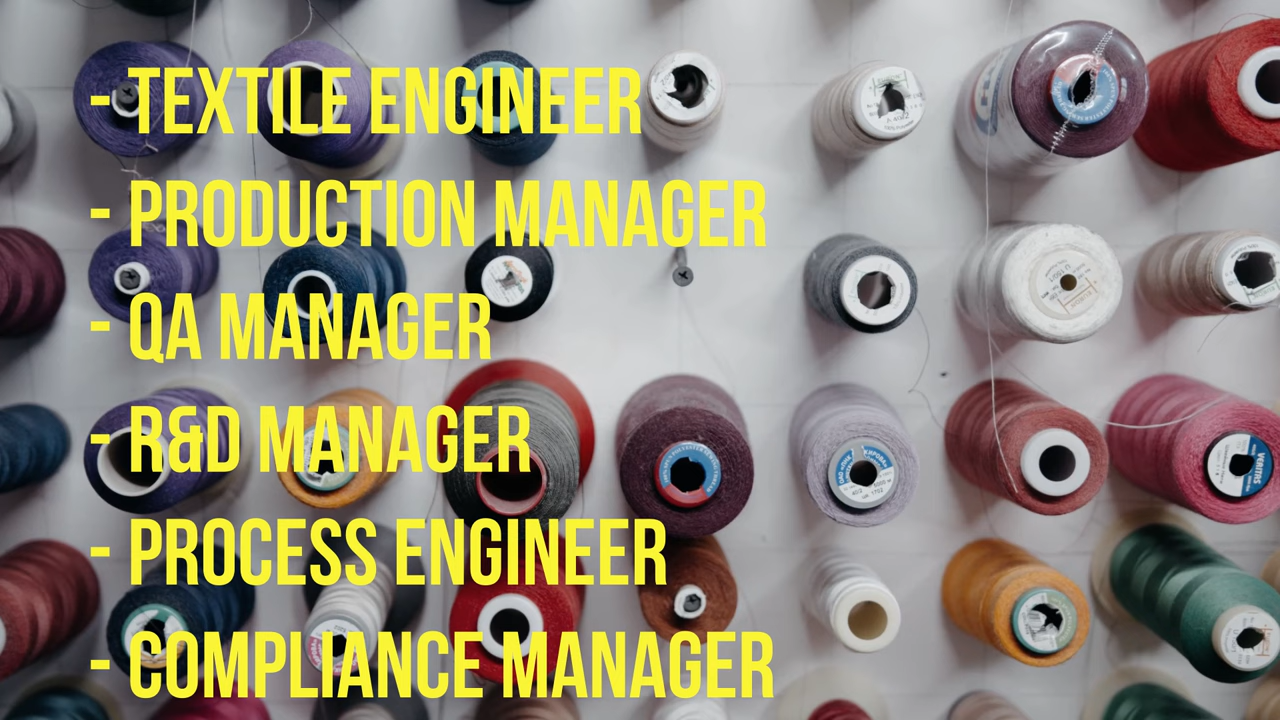 - TEXTILE ENGINEER
- PRODUCTION MANAGER
- QA MANAGER
- R&D MANAGER
- PROCESS ENGINEER
- COMPLIANCE MANAGER